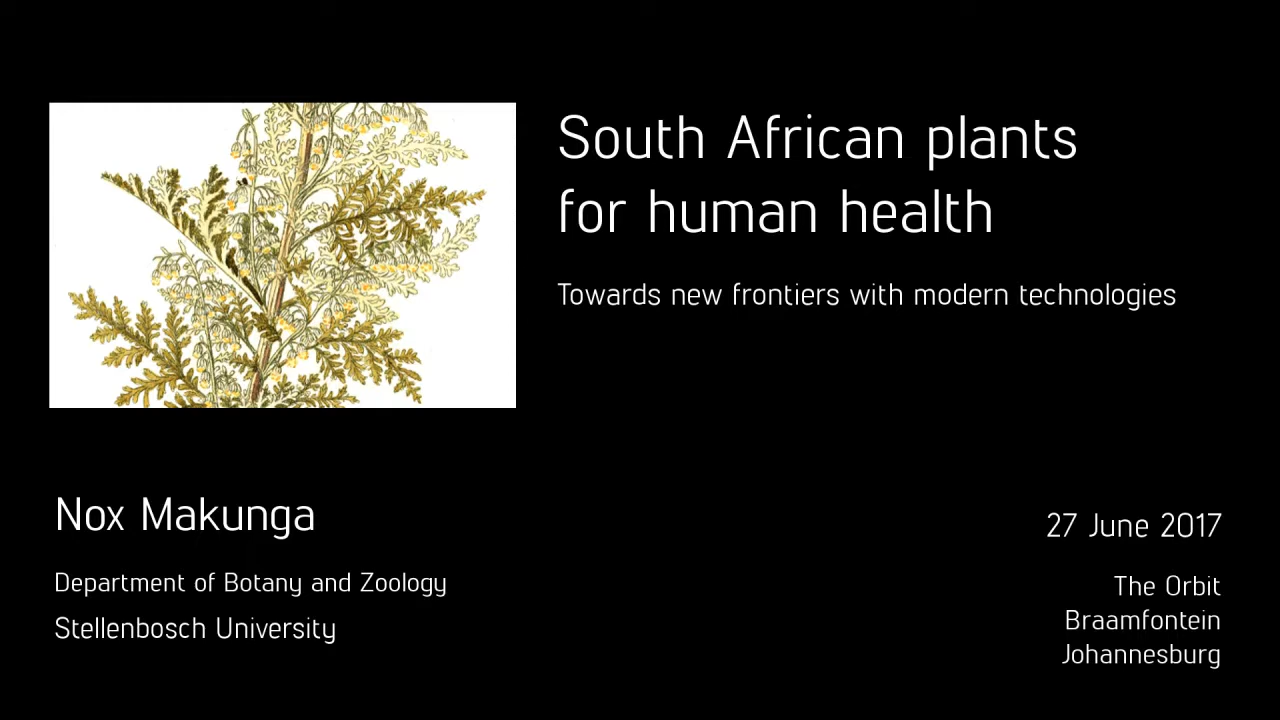 South African plants
for human health
Towards new frontiers with modern technologies
Nox Makunga
Department of Botany and Zoology
Stellenbosch University
27 June 2017
The Orbit
Braamfontein
Johannesburg